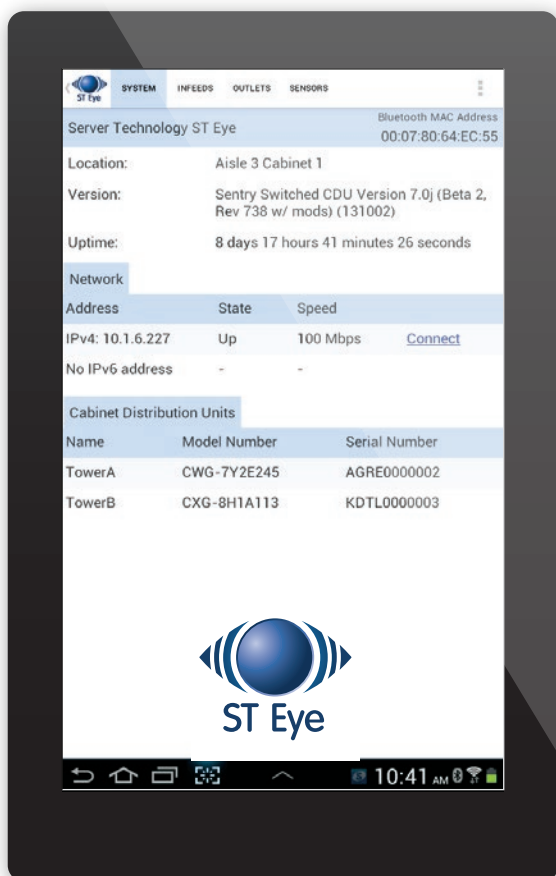 ST Eye
SYSTEM INFEEDS OUTLETS SENSORS
Server Technology ST Eye
Bluetooth MAC Address
00:07:80:64:EC:55
Location: Aisle 3 Cabinet 1
Version: Sentry Switched CDU Version 7.0j (Beta 2,
Rev 738 w/ mods) (131002)
Uptime: 8 days 17 hours 41 minutes 26 seconds
Network
Address State Speed
IPv4: 10.1.6.227 Up 100 Mbps Connect
No IPv6 address - -
Cabinet Distribution Units
Name Model Number Serial Number
TowerA CWG-7Y2E245 AGRE0000002
TowerB CXG-8H1A113 KDTL0000003
ST Eye
10:41 AM